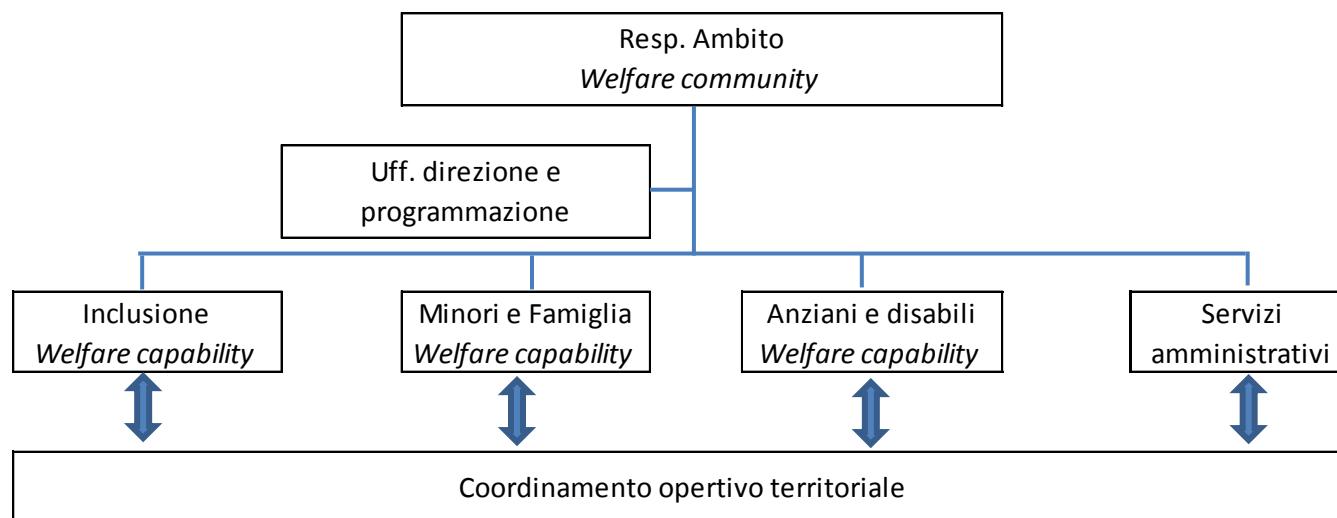 Resp. Ambito
Welfare community
Uff. direzione e
programmazione
Inclusione
Welfare capability
Minori e Famiglia
Welfare capability
Anziani e disabili
Welfare capability
Servizi
amministrativi
Coordinamento opertivo territoriale